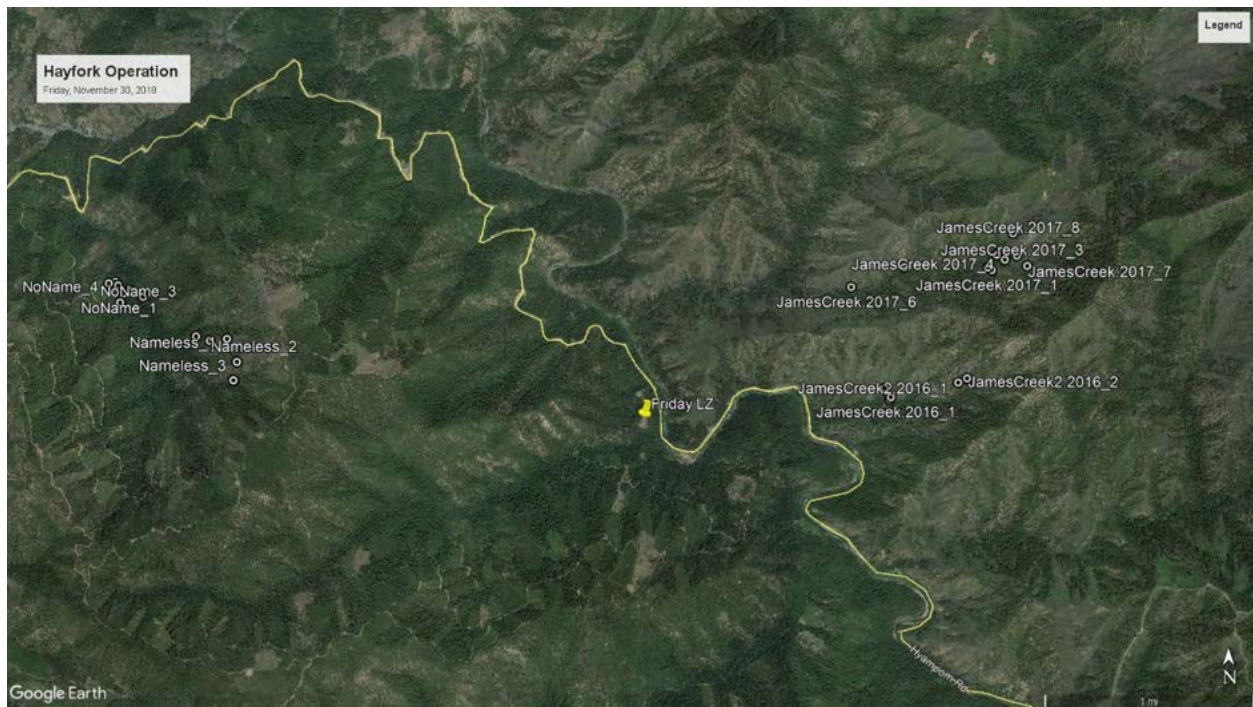 Legend
Hayfork Operation
Friday, November 30, 2018
JamesCreek.2017_8
JamesCreek.2017_3
JamesCreek.2017_4
JamesCreek.2017_7
JamesCreek.2017_1
JamesCreek.2017_6
NoName_4
NoName_3
NoName_1
Nameless_
Nameless_2
Nameless_3
JamesCreek2.2016_1
JamesCreek2.2016_2
Friday LZ
JamesCreek.2016_1
Hyampom Rd
N
Google Earth
1 mi